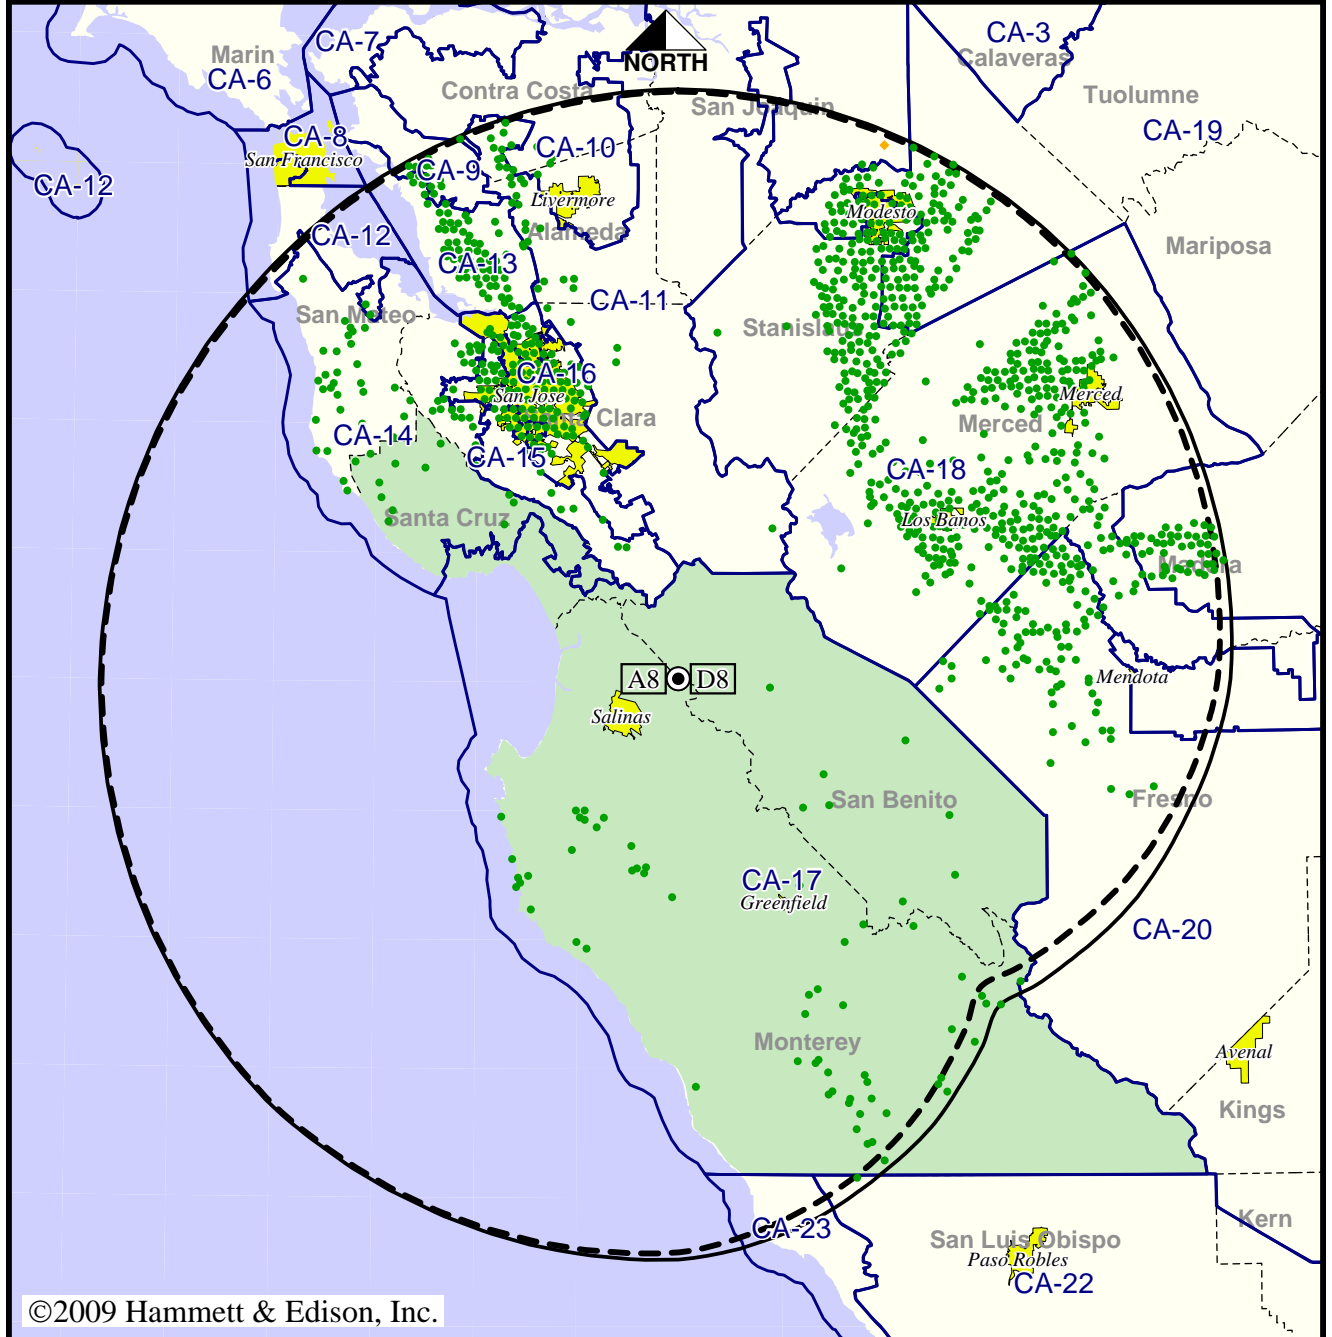 CA-3
CA-7
Marin
CA-6
Calaveras
NORTH
Contra Costa
San Joaquin
Tuolumne
CA-19
CA-8
San Francisco
CA-10
CA-9
CA-12
Livermore
Modesto
Alameda
CA-12
Mariposa
CA-13
CA-11
San Mateo
Stanislaus
CA-16
San Jose
Merced
Santa Clara
Merced
CA-14
CA-15
CA-18
Santa Cruz
Los Banos
Madera
A8
D8
Mendota
Salinas
San Benito
Fresno
CA-17
Greenfield
CA-20
Monterey
Avenal
Kings
CA-23
Kern
San Luis Obispo
Paso Robles
CA-22
©2009 Hammett & Edison, Inc.